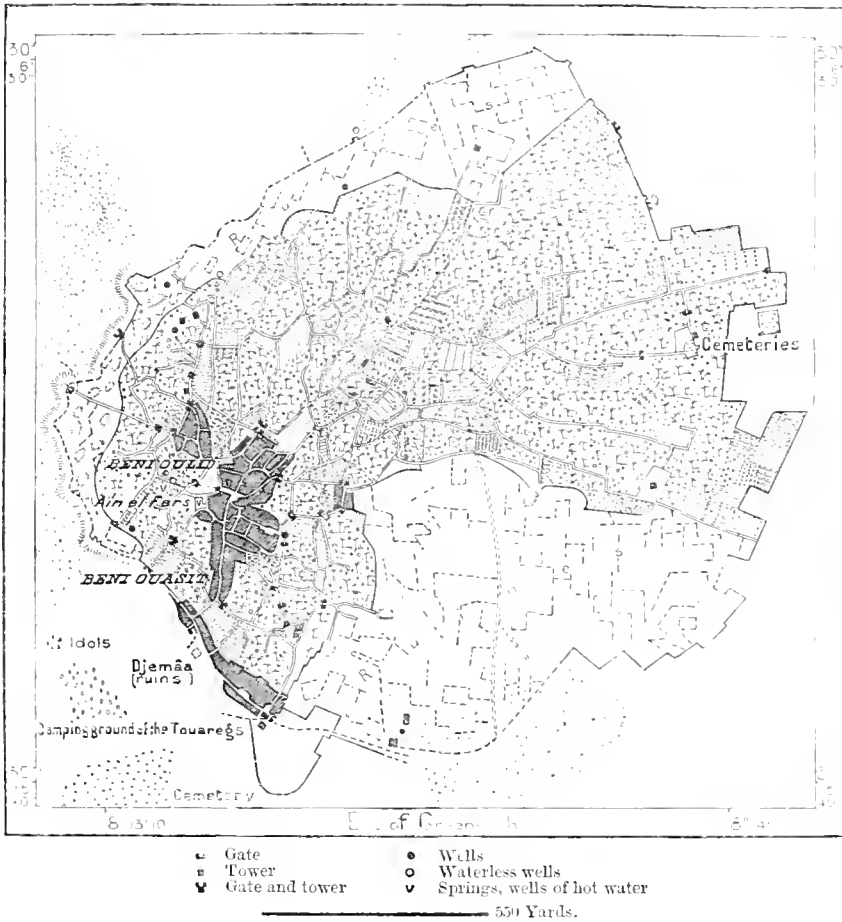 Cemeteries
BENI OULID
Ain el Fers
BENI OUASIT
Idols
Djemâa
(ruins)
Camping ground of the Touaregs
Cemetery
Gate
Tower
Gate and tower
Wells
Waterless wells
Springs, wells of hot water
550 Yards.